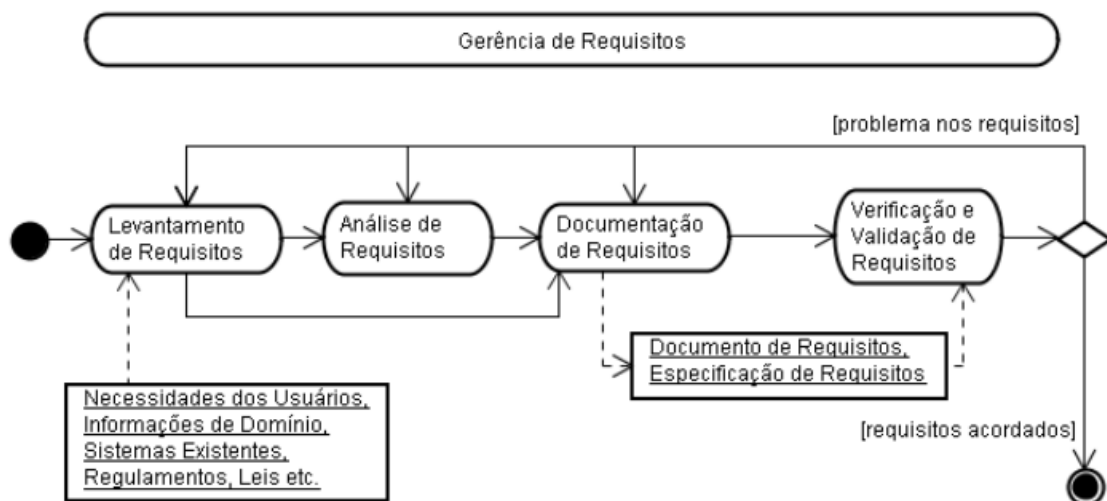 Gerência de Requisitos
[problema nos requisitos]
Levantamento
de Requisitos
Análise de
Requisitos
Documentação
de Requisitos
Verificação e
Validação de
Requisitos
Necessidades dos Usuários,
Informações de Domínio,
Sistemas Existentes,
Regulamentos, Leis etc.
Documento de Requisitos,
Especificação de Requisitos
[requisitos acordados]